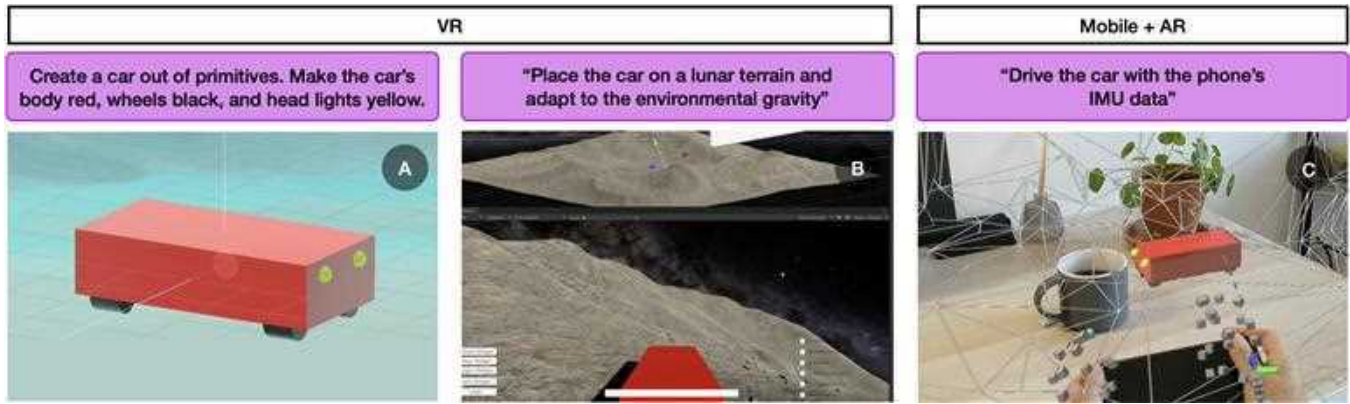 VR
Mobile + AR
Create a car out of primitives. Make the car's
body red, wheels black, and head lights yellow.
“Place the car on a lunar terrain and
adapt to the environmental gravity”
“Drive the car with the phone’s
IMU data”
A
B
C